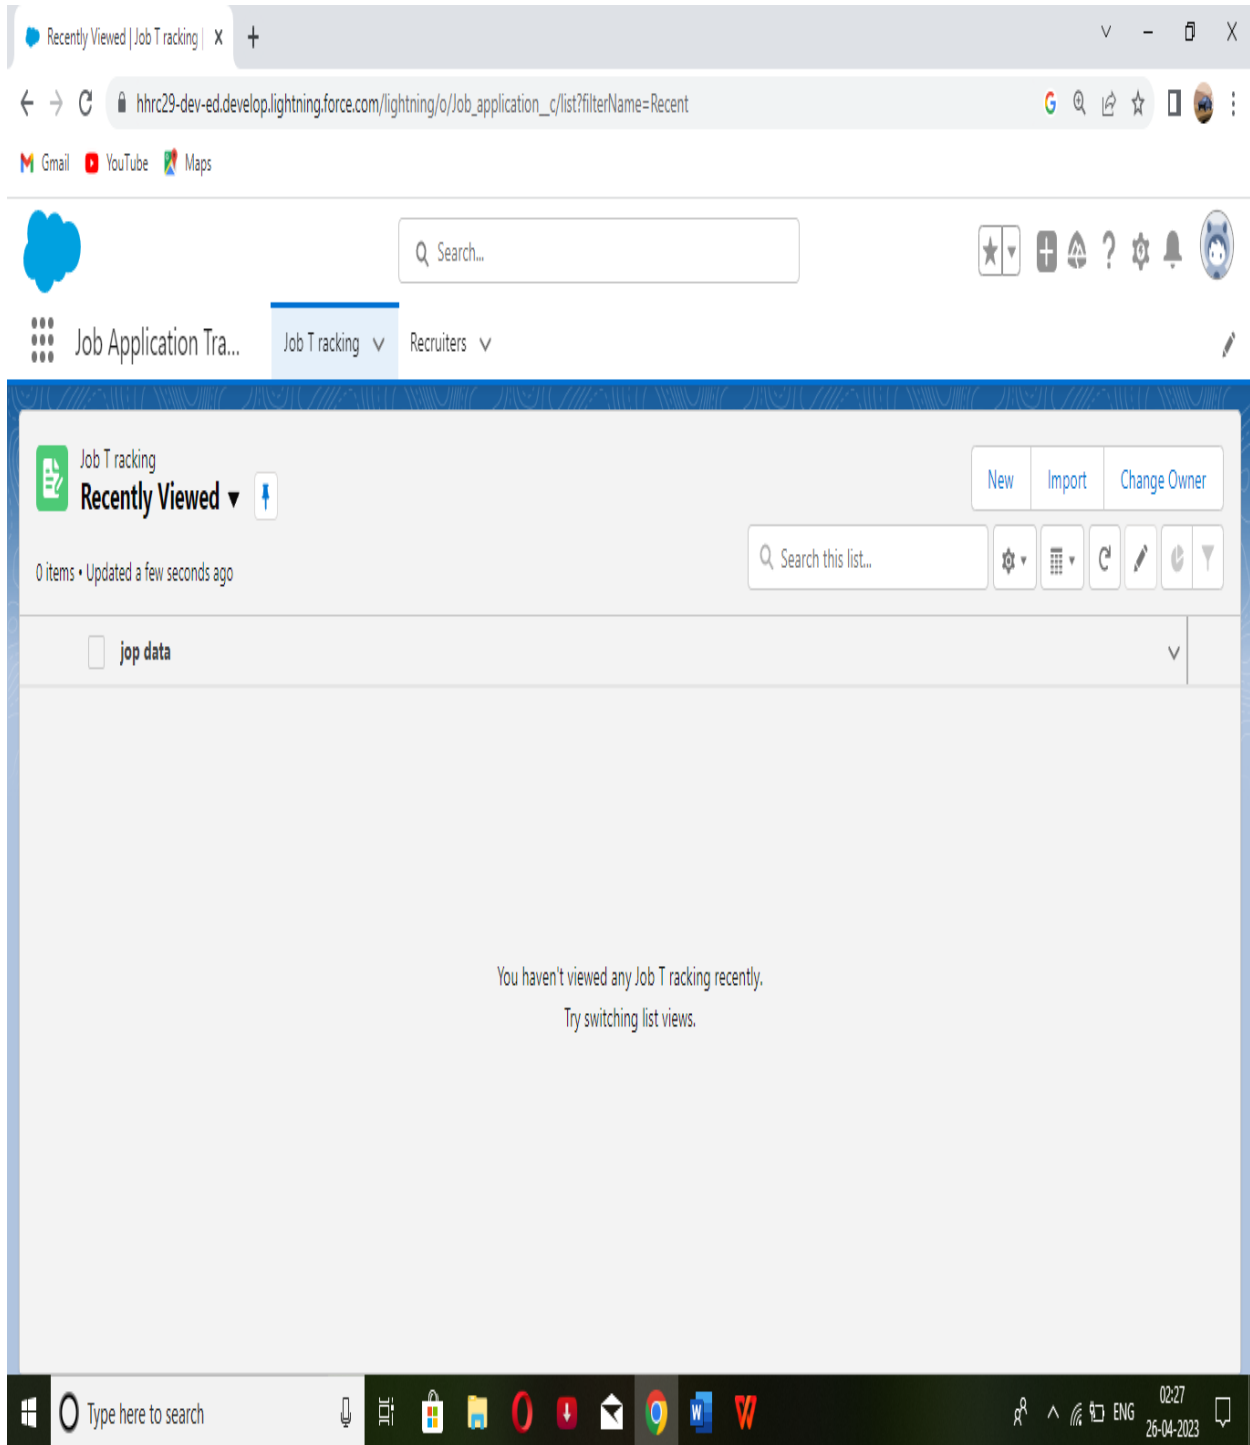 Recently Viewed | Job T racking |
hhrc29-dev-ed.develop.lightning.force.com/lightning/o/Job_application__c/list?filterName=Recent
Gmail YouTube Maps
Search...
Job Application Tra... Job T racking Recruiters
Job T racking
Recently Viewed
New Import Change Owner
0 items • Updated a few seconds ago
Search this list...
jop data
You haven't viewed any Job T racking recently.
Try switching list views.
Type here to search
ENG
02:27
26-04-2023